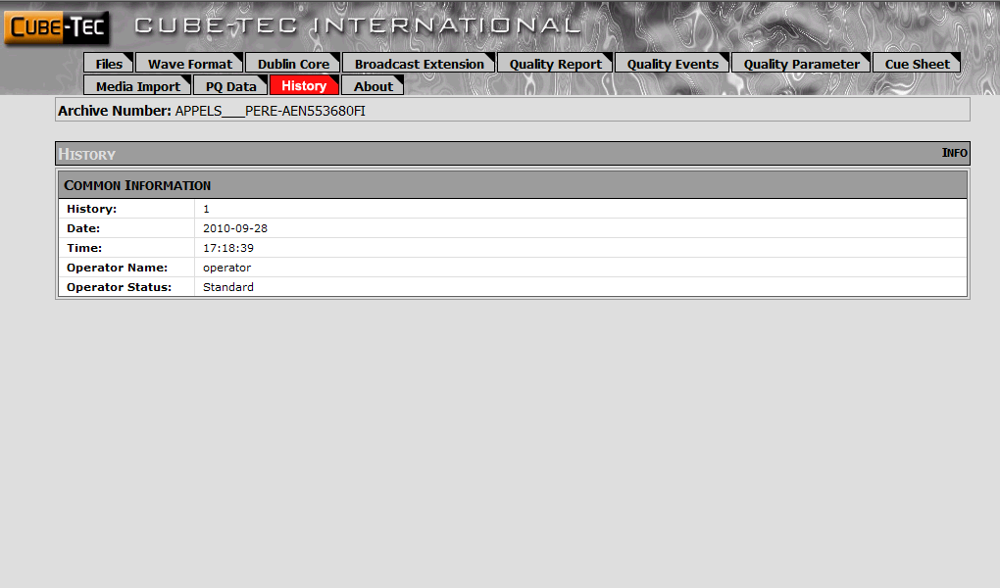 CUBE-TEC CUBE-TEC INTERNATIONAL
Files Wave Format Dublin Core Broadcast Extension Quality Report Quality Events Quality Parameter Cue Sheet
Media Import PQ Data History About
Archive Number: APPELS___PERE-AEN553680FI
HISTORY INFO
COMMON INFORMATION
History: 1
Date: 2010-09-28
Time: 17:18:39
Operator Name: operator
Operator Status: Standard